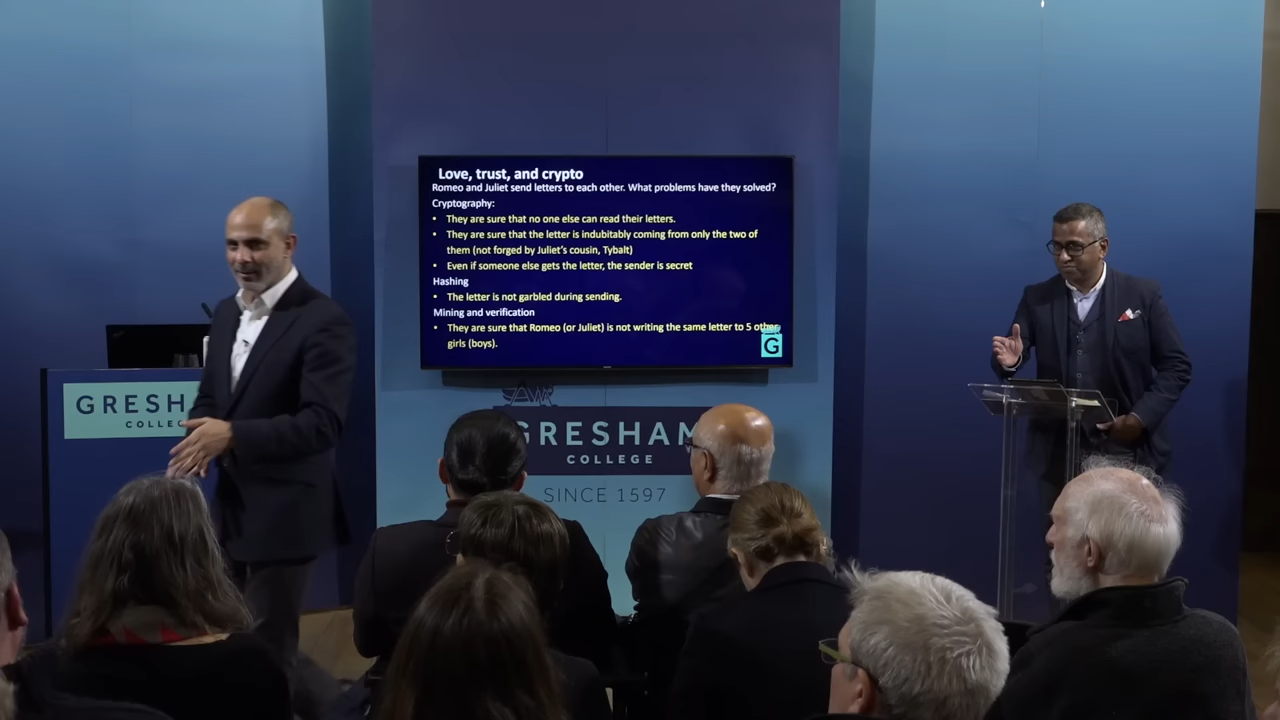 Love, trust, and crypto
Romeo and Juliet send letters to each other. What problems have they solved?
Cryptography:
• They are sure that no one else can read their letters.
• They are sure that the letter is indubitably coming from only the two of
them (not forged by Juliet's cousin, Tybalt)
• Even if someone else gets the letter, the sender is secret
Hashing
• The letter is not garbled during sending.
Mining and verification
• They are sure that Romeo (or Juliet) is not writing the same letter to 5 other
girls (boys).
G
GRESH
COLLEG
GRESHAM
COLLEGE
SINCE 1597